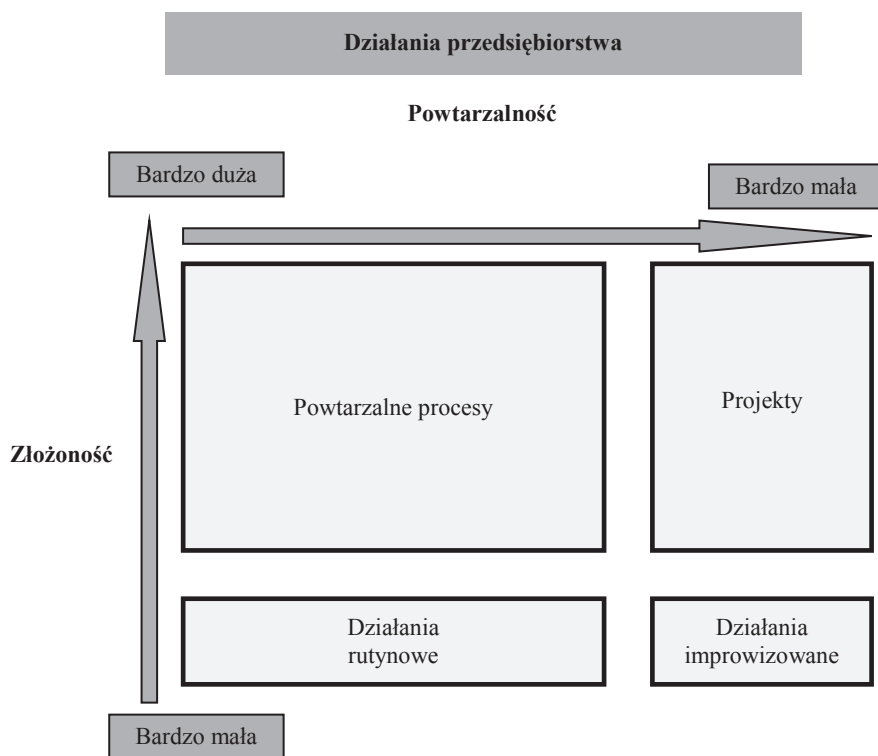 Działania przedsiębiorstwa
Powtarzalność
Bardzo duża
Bardzo mała
Powtarzalne procesy
Projekty
Złożoność
Działania
rutynowe
Działania
improwizowane
Bardzo mała